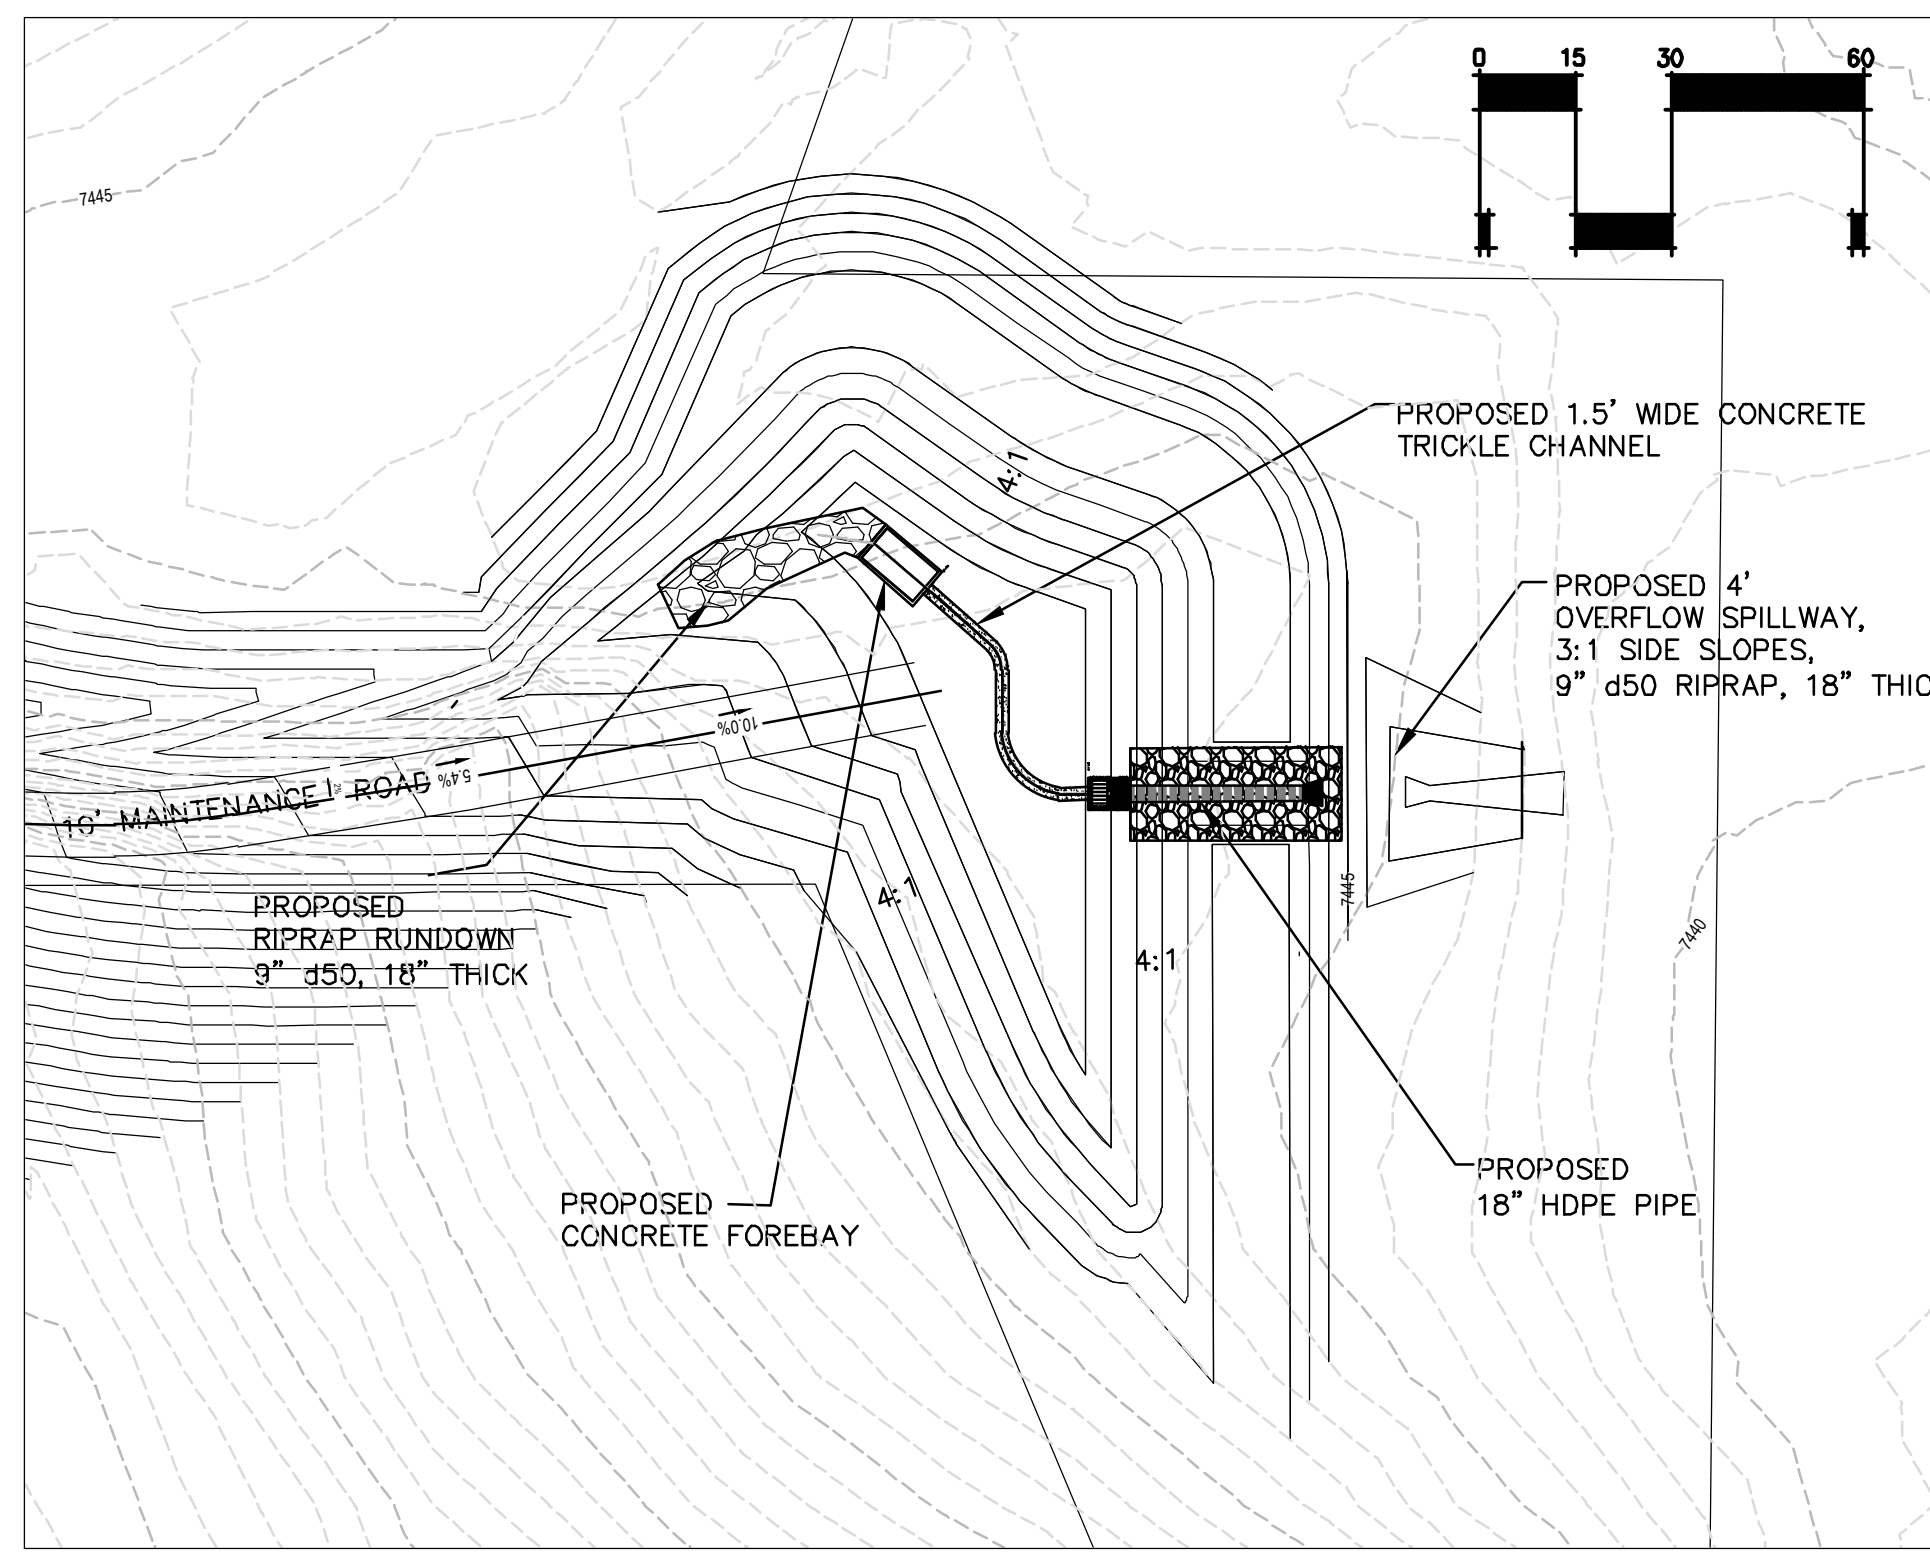 0 15 30 60
7445
PROPOSED 1.5' WIDE CONCRETE
TRICKLE CHANNEL
4:1
PROPOSED 4'
OVERFLOW SPILLWAY,
3:1 SIDE SLOPES,
9” d50 RIPRAP, 18” THIC
10.0%
5.4%
2%
10' MAINTENANCE ROAD
4:1
7445
PROPOSED
RIPRAP RUNDOWN
9” d50, 18” THICK
7440
4:1
PROPOSED
18” HDPE PIPE
PROPOSED
CONCRETE FOREBAY